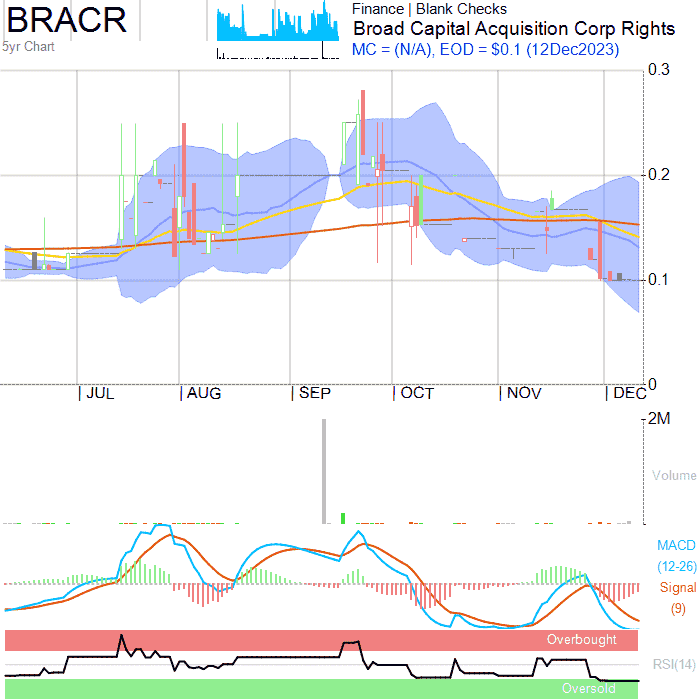 BRACR
5yr Chart
Finance | Blank Checks
Broad Capital Acquisition Corp Rights
MC = (N/A), EOD = $0.1 (12Dec2023)
0.3
0.2
0.1
0
| JUL
| AUG
| SEP
| OCT
| NOV
| DEC
2M
Volume
MACD
(12-26)
Signal
(9)
Overbought
RSI(14)
Oversold